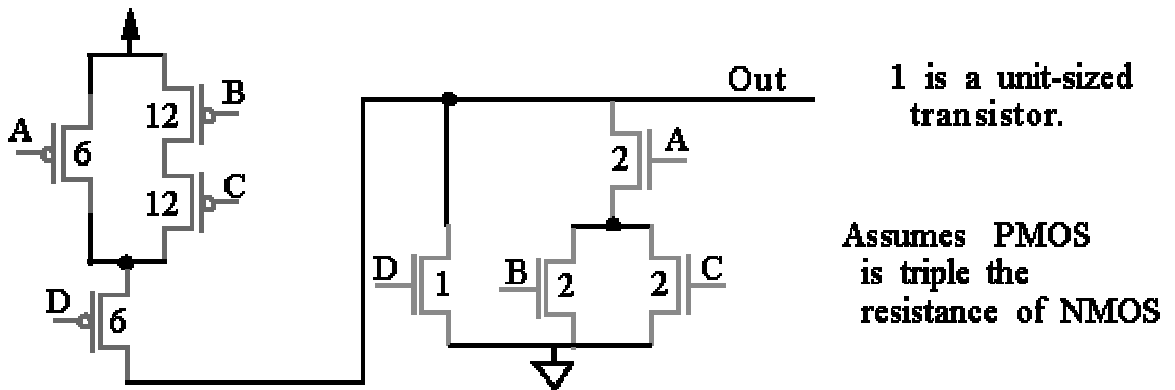 Out
1 is a unit-sized
transistor.
B
12
A
6
A
2
12
C
Assumes PMOS
is triple the
resistance of NMOS
D
6
D
1
B
2
2
C